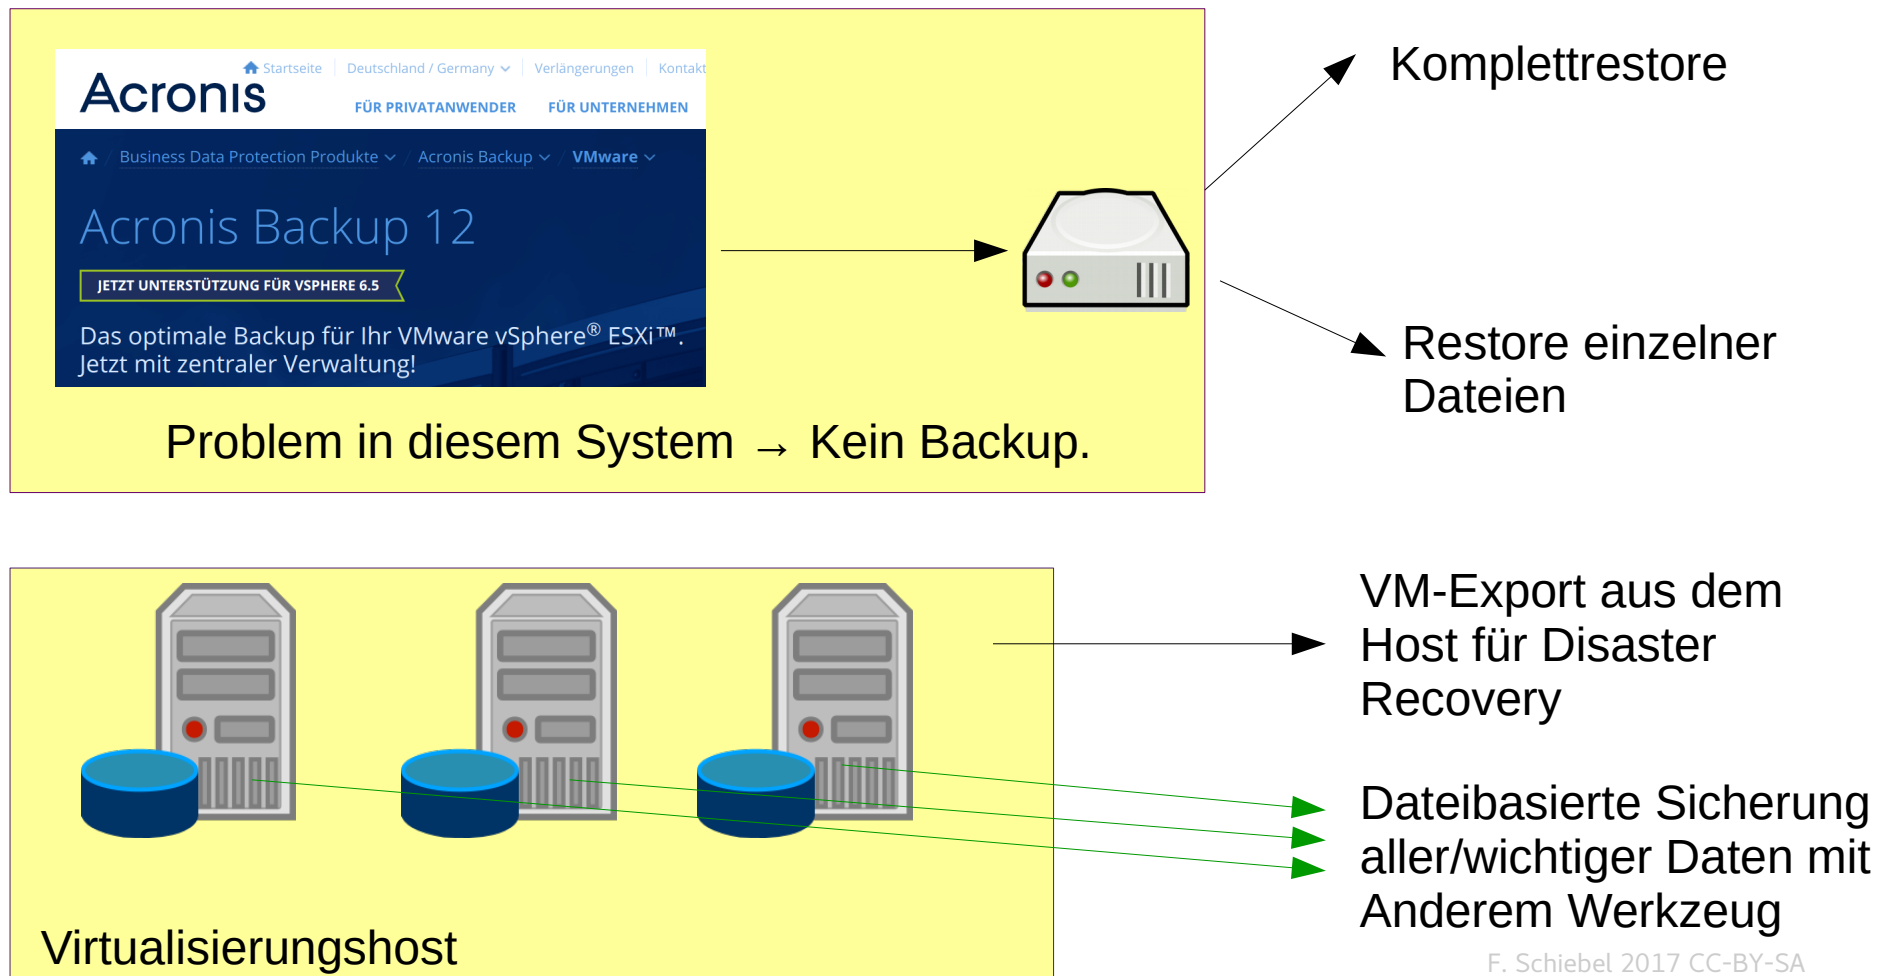 Startseite Deutschland / Germany Verlängerungen Kontakt
Acronis
FÜR PRIVATANWENDER FÜR UNTERNEHMEN
/ Business Data Protection Produkte / Acronis Backup / VMware
Acronis Backup 12
JETZT UNTERSTÜTZUNG FÜR VSPHERE 6.5
Das optimale Backup für Ihr VMware vSphere® ESXi™.
Jetzt mit zentraler Verwaltung!
Problem in diesem System → Kein Backup.
Komplettrestore
Restore einzelner
Dateien
VM-Export aus dem
Host für Disaster
Recovery
Dateibasierte Sicherung
aller/wichtiger Daten mit
Anderem Werkzeug
Virtualisierungshost
F. Schiebel 2017 CC-BY-SA